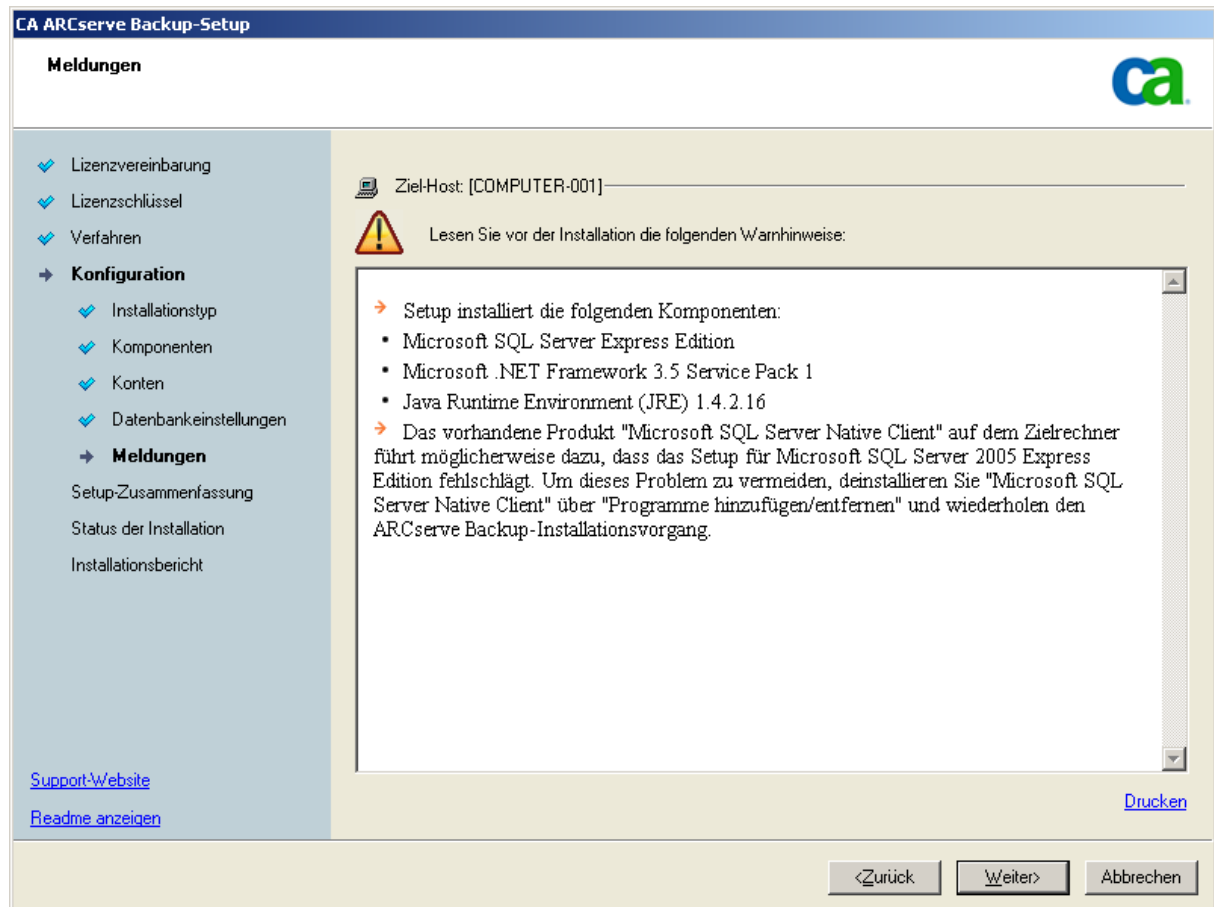 CA ARCserve Backup-Setup
Meldungen
ca
Lizenzvereinbarung
Lizenzschlüssel
Verfahren
Konfiguration
Installationstyp
Komponenten
Konten
Datenbankeinstellungen
Meldungen
Setup-Zusammenfassung
Status der Installation
Installationsbericht
Support-Website
Readme anzeigen
Ziel-Host: [COMPUTER-001]
Lesen Sie vor der Installation die folgenden Warnhinweise:
Setup installiert die folgenden Komponenten:
• Microsoft SQL Server Express Edition
• Microsoft .NET Framework 3.5 Service Pack 1
• Java Runtime Environment (JRE) 1.4.2.16
Das vorhandene Produkt "Microsoft SQL Server Native Client" auf dem Zielrechner
führt möglicherweise dazu, dass das Setup für Microsoft SQL Server 2005 Express
Edition fehlschlägt. Um dieses Problem zu vermeiden, deinstallieren Sie "Microsoft SQL
Server Native Client" über "Programme hinzufügen/entfernen" und wiederholen den
ARCserve Backup-Installationsvorgang.
Drucken
<Zurück
Weiter>
Abbrechen